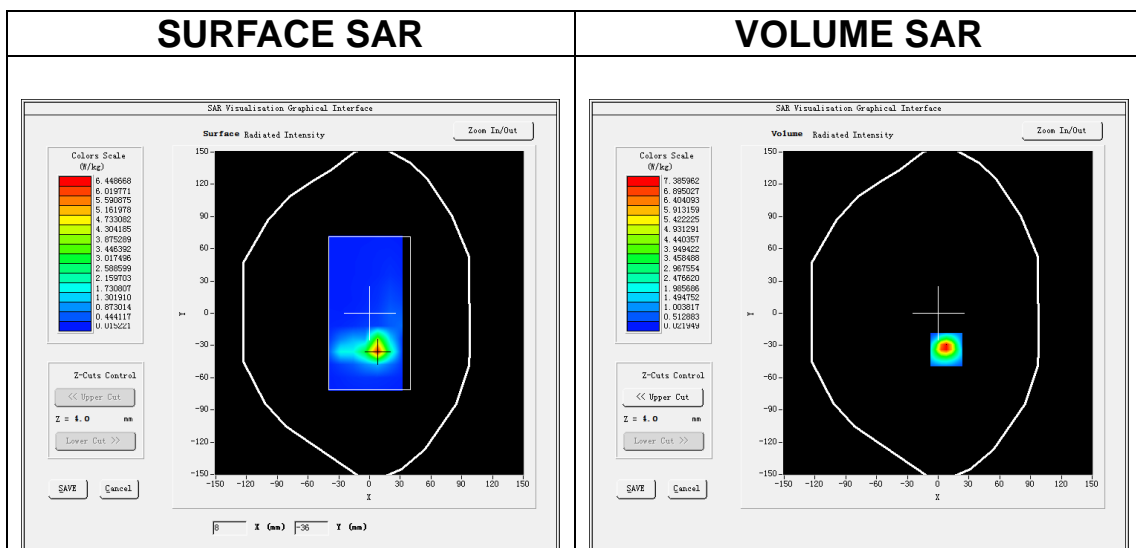 SURFACE SAR
VOLUME SAR
SAR Visualisation Graphical Interface
Surface Radiated Intensity
Zoom In/Out
Colors Scale
(W/kg)
6.448668
6.019771
5.590875
5.161978
4.733082
4.304185
3.875289
3.446392
3.017496
2.588599
2.159703
1.730807
1.301910
0.873014
0.444117
0.015221
Z-Cuts Control
<< Upper Cut
Z = 4.0 mm
Lower Cut >>
SAVE
Cancel
150
120
90
60
30
0
-30
-60
-90
-120
-150
Y
-150 -120 -90 -60 -30 0 30 60 90 120 150
X
8 X (mm) -36 Y (mm)
SAR Visualisation Graphical Interface
Volume Radiated Intensity
Zoom In/Out
Colors Scale
(W/kg)
7.385962
6.895027
6.404093
5.913159
5.422225
4.931291
4.440357
3.949422
3.458488
2.967554
2.476620
1.985686
1.494752
1.003817
0.512883
0.021949
Z-Cuts Control
<< Upper Cut
Z = 4.0 mm
Lower Cut >>
SAVE
Cancel
150
120
90
60
30
0
-30
-60
-90
-120
-150
Y
-150 -120 -90 -60 -30 0 30 60 90 120 150
X